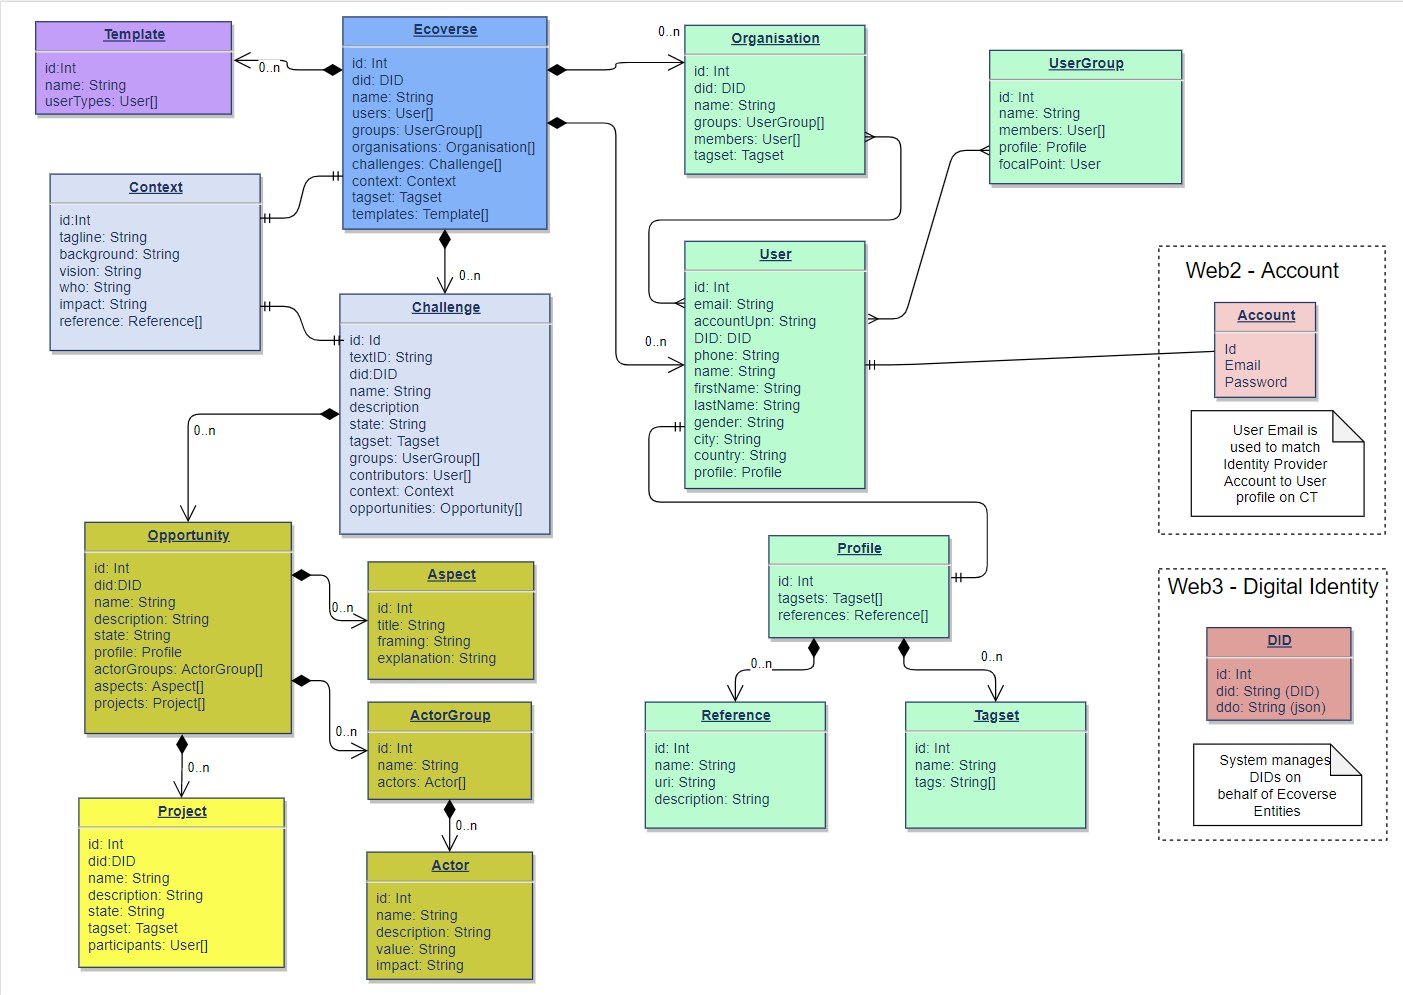 Template
id:Int
name: String
userTypes: User[]
0..n
Ecoverse
id: Int
did: DID
name: String
users: User[]
groups: UserGroup[]
organisations: Organisation[]
challenges: Challenge[]
context: Context
tagset: Tagset
templates: Template[]
0..n
Organisation
id: Int
did: DID
name: String
groups: UserGroup[]
members: User[]
tagset: Tagset
UserGroup
id: Int
name: String
members: User[]
profile: Profile
focalPoint: User
Context
id:Int
tagline: String
background: String
vision: String
who: String
impact: String
reference: Reference[]
0..n
Challenge
id: Id
textID: String
did:DID
name: String
description
state: String
tagset: Tagset
groups: UserGroup[]
contributors: User[]
context: Context
opportunities: Opportunity[]
0..n
User
id: Int
email: String
accountUpn: String
DID: DID
phone: String
name: String
firstName: String
lastName: String
gender: String
city: String
country: String
profile: Profile
Web2 - Account
Account
Id
Email
Password
User Email is
used to match
Identity Provider
Account to User
profile on CT
0..n
Opportunity
id: Int
did:DID
name: String
description: String
state: String
profile: Profile
actorGroups: ActorGroup[]
aspects: Aspect[]
projects: Project[]
0..n
Aspect
id: Int
title: String
framing: String
explanation: String
0..n
ActorGroup
id: Int
name: String
actors: Actor[]
Profile
id: Int
tagsets: Tagset[]
references: Reference[]
0..n
0..n
Reference
id: Int
name: String
uri: String
description: String
Tagset
id: Int
name: String
tags: String[]
Web3 - Digital Identity
DID
id: Int
did: String (DID)
ddo: String (json)
System manages
DIDs on
behalf of Ecoverse
Entities
0..n
Project
id: Int
did:DID
name: String
description: String
state: String
tagset: Tagset
participants: User[]
0..n
Actor
id: Int
name: String
description: String
value: String
impact: String